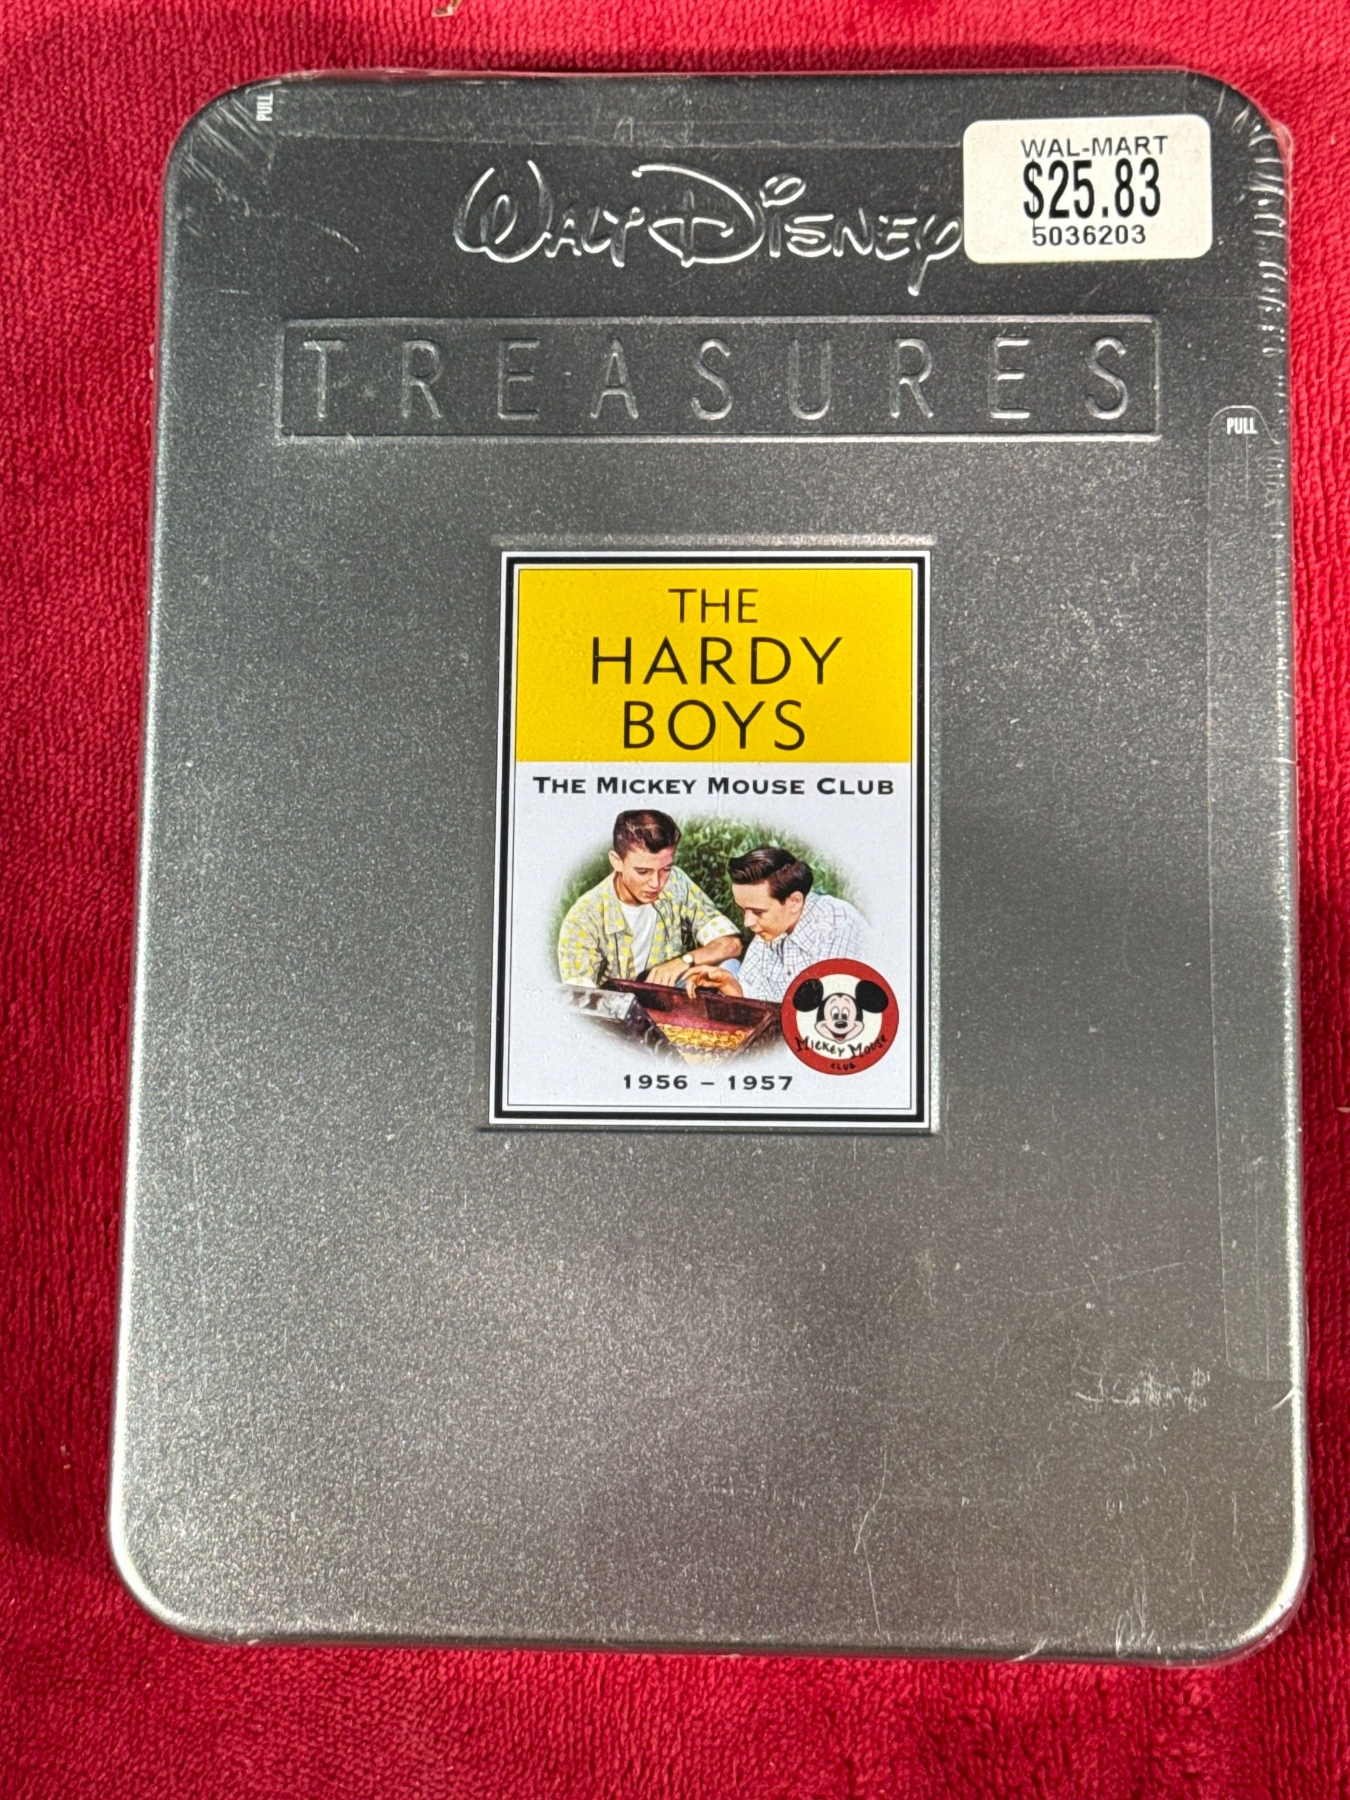 PULL
WAL-MART
$25.83
5036203
WALT DISNEY
TREASURES
PULL
THE
HARDY
BOYS
THE MICKEY MOUSE CLUB
MICKEY MOUSE
CLUB
1956 – 1957